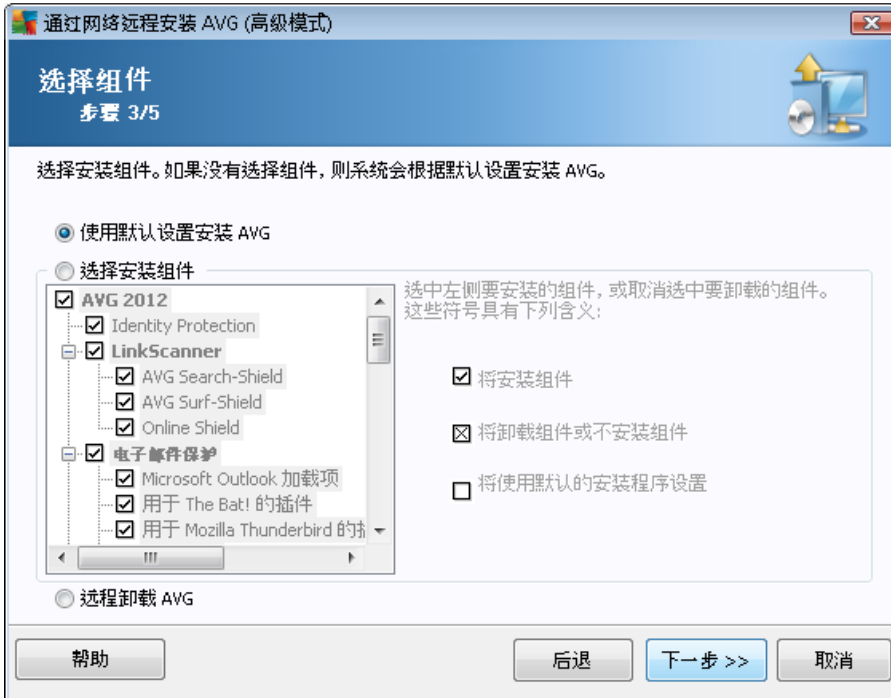 通过网络远程安装 AVG (高级模式)
选择组件
步骤 3/5
选择安装组件。如果没有选择组件，则系统会根据默认设置安装 AVG。
使用默认设置安装 AVG
选择安装组件
AVG 2012
Identity Protection
LinkScanner
AVG Search-Shield
AVG Surf-Shield
Online Shield
电子邮件保护
Microsoft Outlook 加载项
用于 The Bat! 的插件
用于 Mozilla Thunderbird 的
选中左侧要安装的组件，或取消选中要卸载的组件。
这些符号具有下列含义:
将安装组件
将卸载组件或不安装组件
将使用默认的安装程序设置
远程卸载 AVG
帮助
后退
下一步 >>
取消